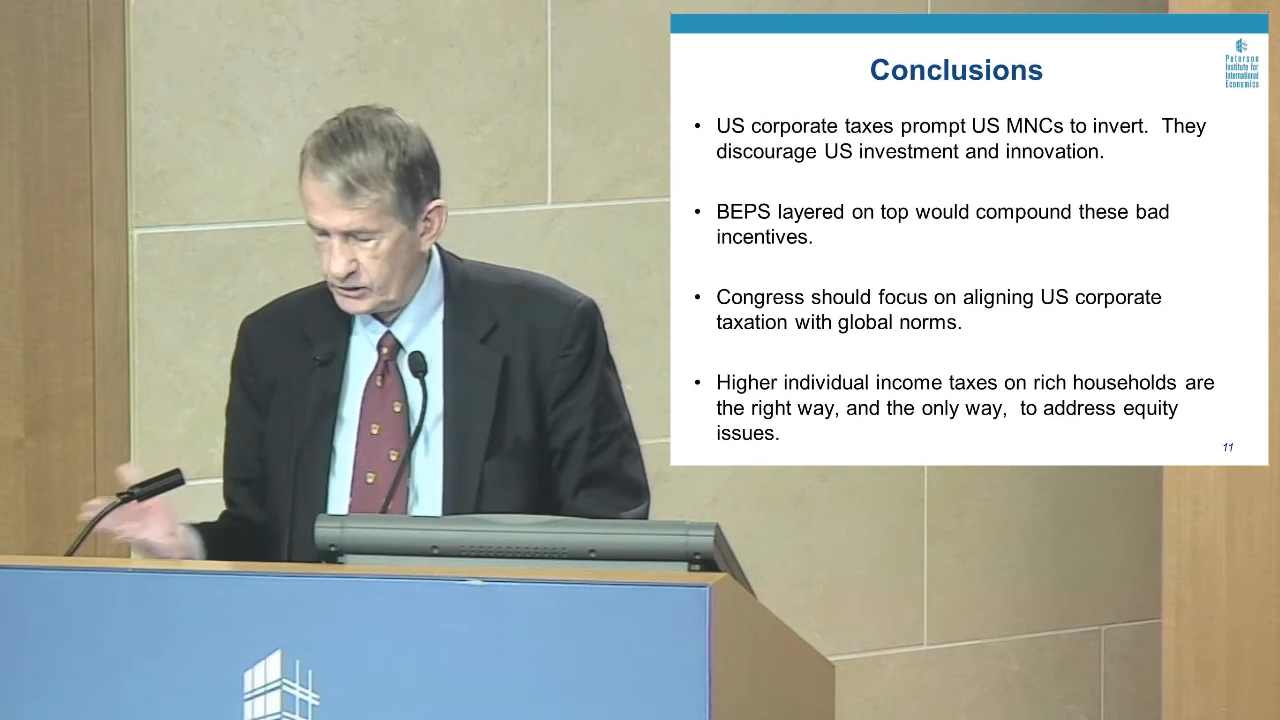 Conclusions
Peterson
Institute for
International
Economics
• US corporate taxes prompt US MNCs to invert. They
discourage US investment and innovation.
• BEPS layered on top would compound these bad
incentives.
• Congress should focus on aligning US corporate
taxation with global norms.
• Higher individual income taxes on rich households are
the right way, and the only way, to address equity
issues.
11